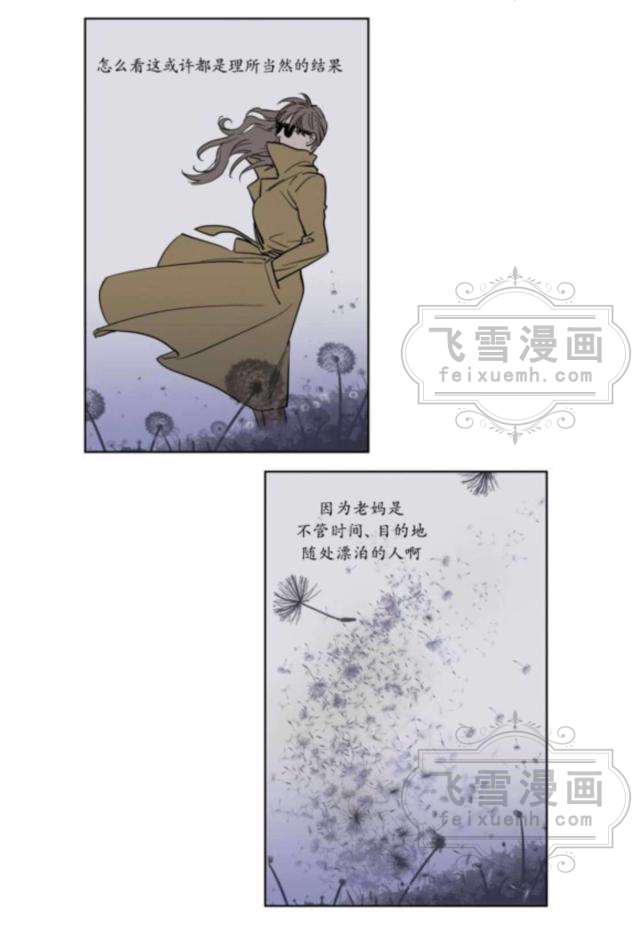 怎么看这或许都是理所当然的结果
飞雪漫画
feixuemh.com
因为老妈是
不管时间、目的地
随处漂泊的人啊
飞雪漫画
feixuemh.com